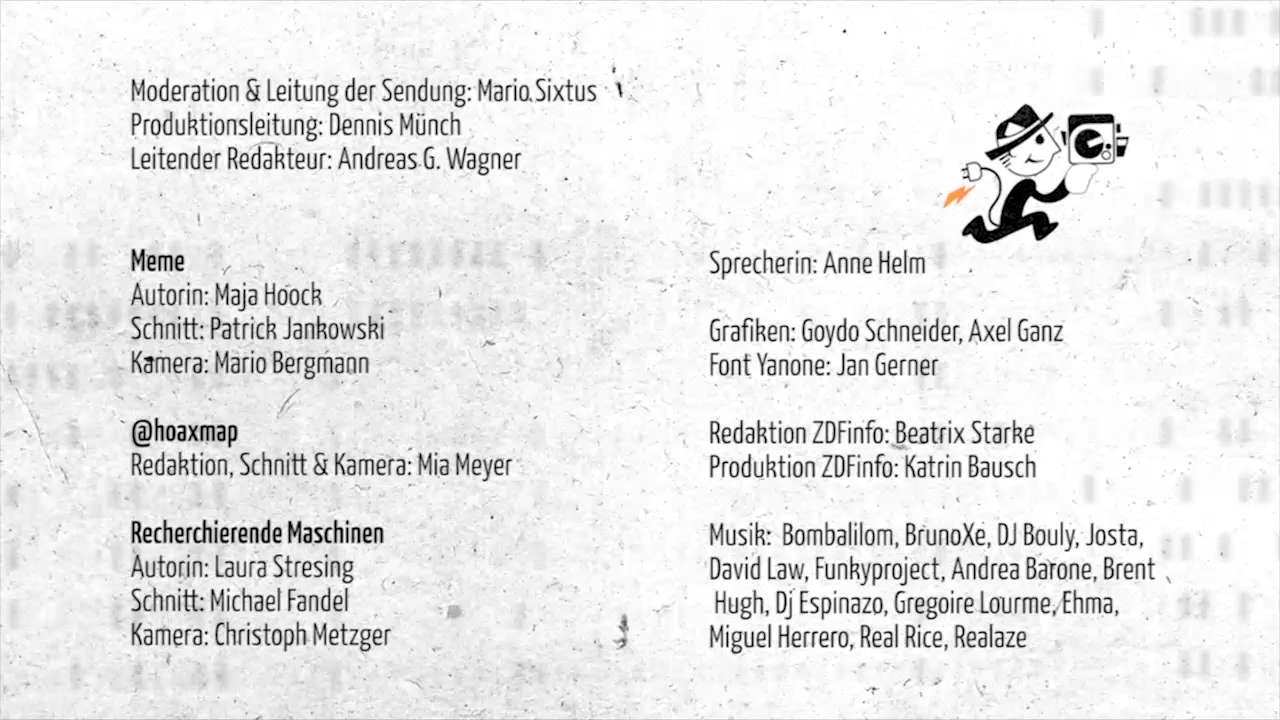 Moderation & Leitung der Sendung: Mario Sixtus
Produktionsleitung: Dennis Münch
Leitender Redakteur: Andreas G. Wagner
Meme
Autorin: Maja Hoock
Schnitt: Patrick Jankowski
Kamera: Mario Bergmann
@hoaxmap
Redaktion, Schnitt & Kamera: Mia Meyer
Recherchierende Maschinen
Autorin: Laura Stresing
Schnitt: Michael Fandel
Kamera: Christoph Metzger
Sprecherin: Anne Helm
Grafiken: Goydo Schneider, Axel Ganz
Font Yanone: Jan Gerner
Redaktion ZDFinfo: Beatrix Starke
Produktion ZDFinfo: Katrin Bausch
Musik: Bombalilom, BrunoXe, DJ Bouly, Josta,
David Law, Funkyproject, Andrea Barone, Brent
Hugh, Dj Espinazo, Gregoire Lourme, Ehma,
Miguel Herrero, Real Rice, Realaze